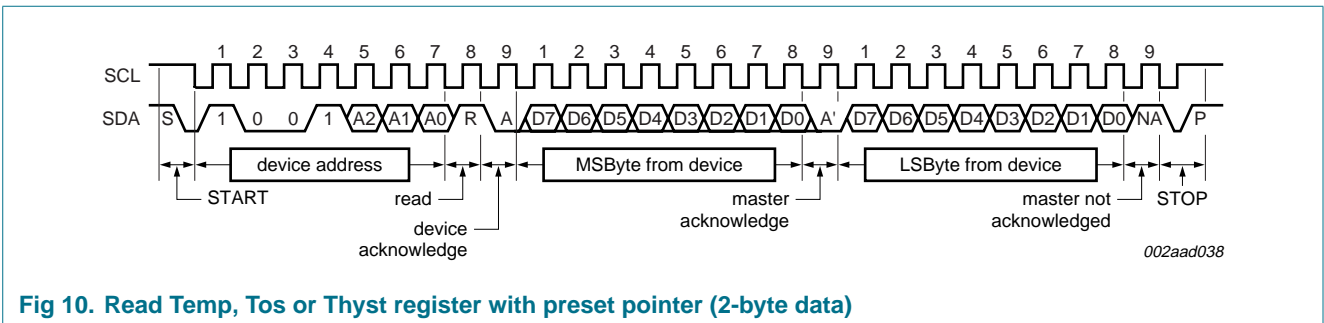 1 2 3 4 5 6 7 8 9 1 2 3 4 5 6 7 8 9 1 2 3 4 5 6 7 8 9
SCL
SDA S 1 0 0 1 A2 A1 A0 R A D7 D6 D5 D4 D3 D2 D1 D0 A' D7 D6 D5 D4 D3 D2 D1 D0 NA P
device address MSByte from device LSByte from device
START read master master not STOP
acknowledge acknowledged
device
acknowledge
002aad038
Fig 10. Read Temp, Tos or Thyst register with preset pointer (2-byte data)